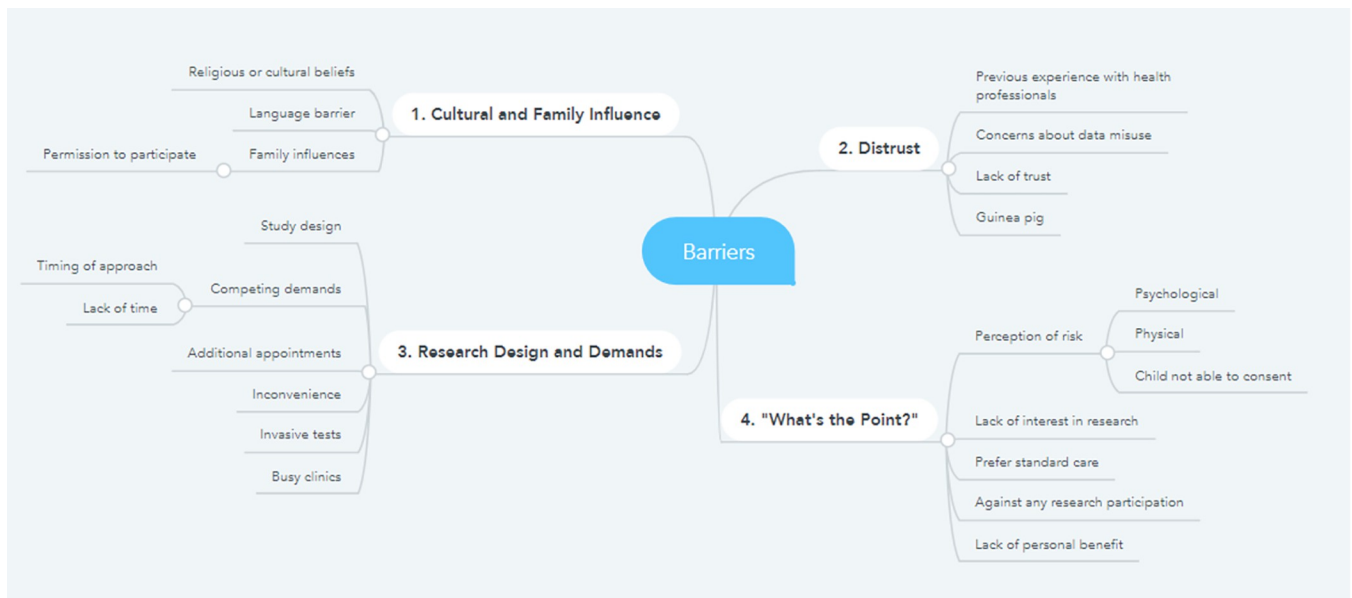 Barriers
1. Cultural and Family Influence
Religious or cultural beliefs
Language barrier
Family influences
Permission to participate
2. Distrust
Previous experience with health
professionals
Concerns about data misuse
Lack of trust
Guinea pig
3. Research Design and Demands
Study design
Competing demands
Timing of approach
Lack of time
Additional appointments
Inconvenience
Invasive tests
Busy clinics
4. "What's the Point?"
Perception of risk
Psychological
Physical
Child not able to consent
Lack of interest in research
Prefer standard care
Against any research participation
Lack of personal benefit